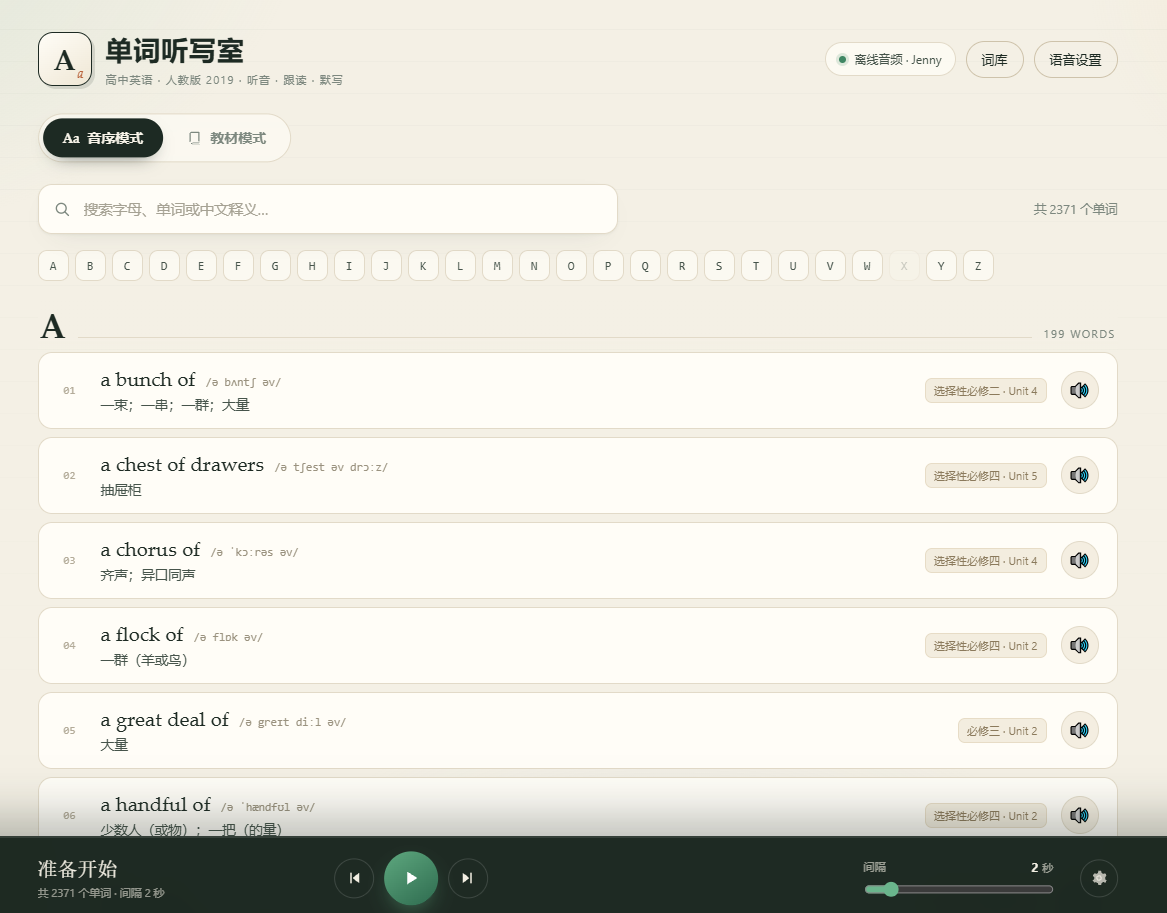 A a
单词听写室
高中英语 · 人教版 2019 · 听音 · 跟读 · 默写
离线音频 · Jenny
词库
语音设置
Aa 音序模式
教材模式
搜索字母、单词或中文释义...
共 2371 个单词
A B C D E F G H I J K L M N O P Q R S T U V W X Y Z
A
199 WORDS
01
a bunch of /ə bʌntʃ əv/
一束；一串；一群；大量
选择性必修二 · Unit 4
02
a chest of drawers /ə tʃest əv drɔːz/
抽屉柜
选择性必修四 · Unit 5
03
a chorus of /ə ˈkɔːrəs əv/
齐声；异口同声
选择性必修四 · Unit 4
04
a flock of /ə flɒk əv/
一群（羊或鸟）
选择性必修四 · Unit 2
05
a great deal of /ə ɡreɪt diːl əv/
大量
必修三 · Unit 2
06
a handful of /ə ˈhændfʊl əv/
少数人（或物）；一把（的量）
选择性必修四 · Unit 2
准备开始
共 2371 个单词 · 间隔 2 秒
间隔
2 秒